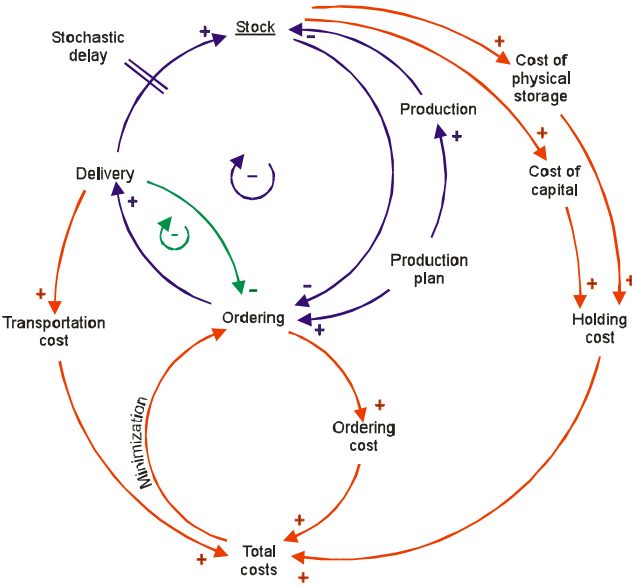 Stochastic
delay
+
Stock
-
+
Cost of
physical
storage
Production
+
+
Cost of
capital
Delivery
+
-
-
Production
plan
+
-
-
+
+
Transportation
cost
Ordering
+
Holding
cost
Minimization
+
Ordering
cost
+
+
Total
costs
+